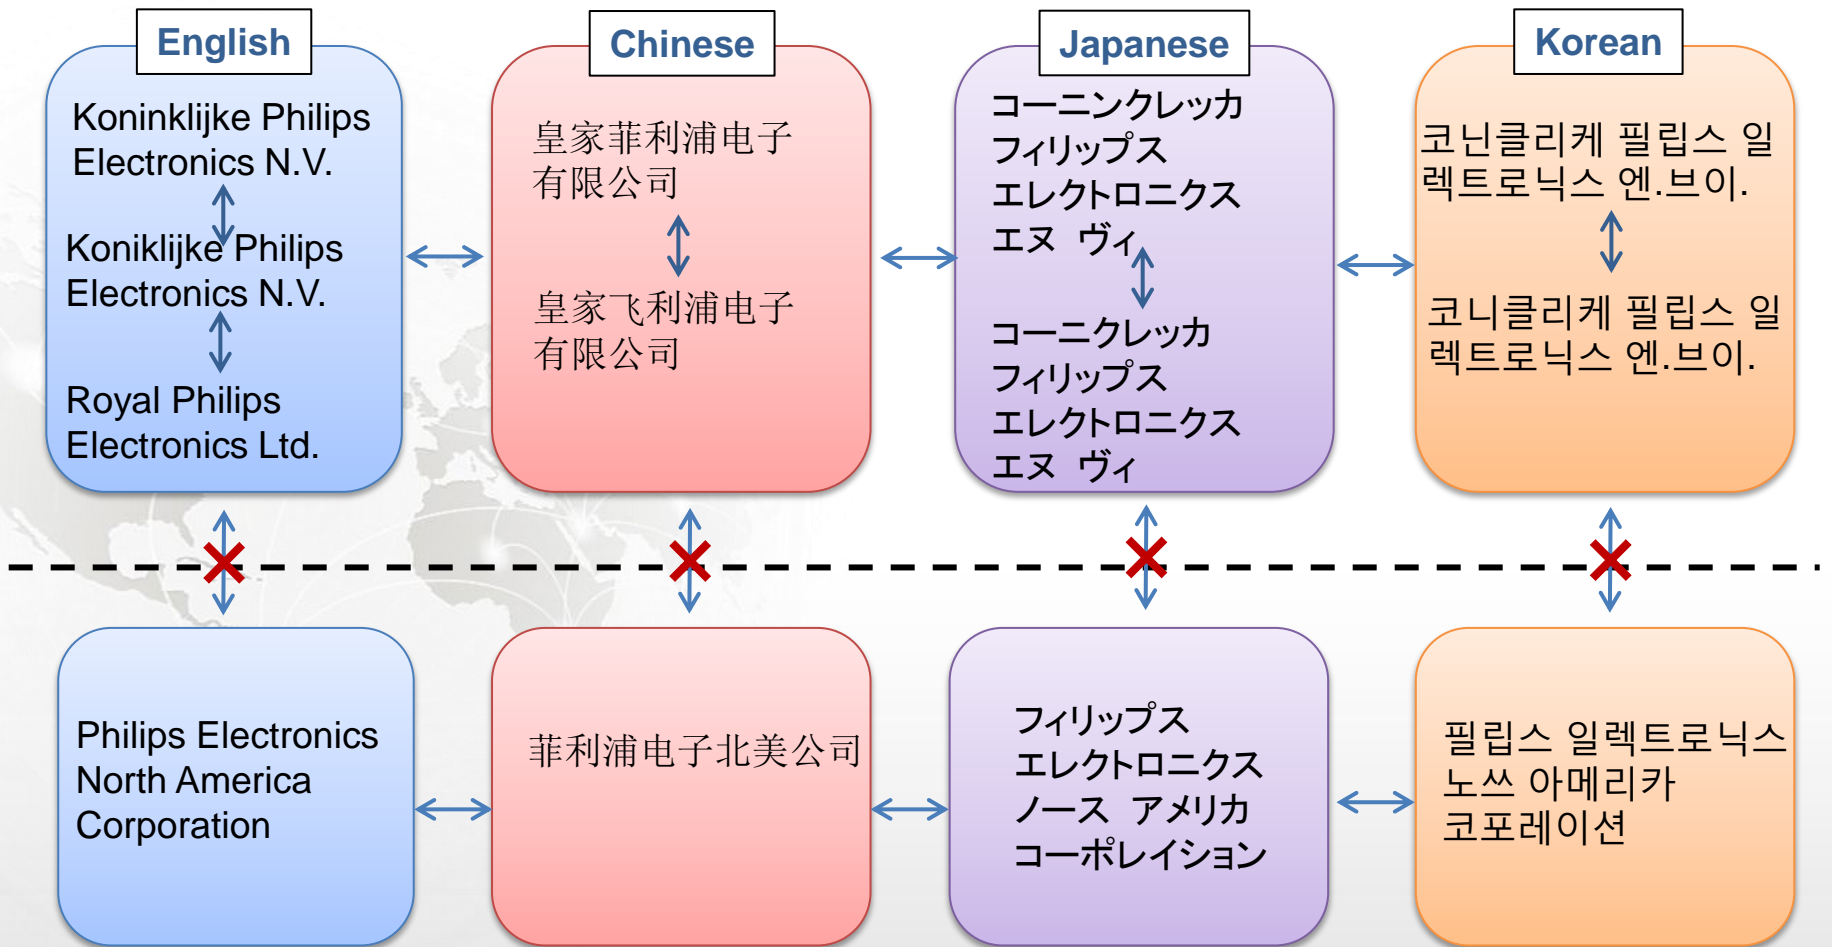 English
Koninklijke Philips
Electronics N.V.
Koniklijke Philips
Electronics N.V.
Royal Philips
Electronics Ltd.
Chinese
皇家菲利浦电子
有限公司
皇家飞利浦电子
有限公司
Japanese
コーニンクレッカ
フィリップス
エレクトロニクス
エヌ ヴィ
コーニクレッカ
フィリップス
エレクトロニクス
エヌ ヴィ
Korean
코닌클리케 필립스 일
렉트로닉스 엔.브이.
코니클리케 필립스 일
렉트로닉스 엔.브이.
Philips Electronics
North America
Corporation
菲利浦电子北美公司
フィリップス
エレクトロニクス
ノース アメリカ
コーポレイション
필립스 일렉트로닉스
노쓰 아메리카
코포레이션